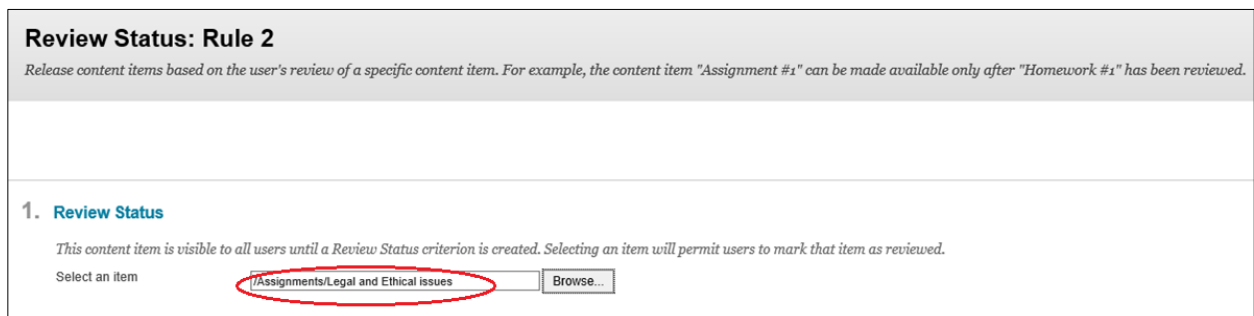 Review Status: Rule 2
Release content items based on the user's review of a specific content item. For example, the content item "Assignment #1" can be made available only after "Homework #1" has been reviewed.
1. Review Status
This content item is visible to all users until a Review Status criterion is created. Selecting an item will permit users to mark that item as reviewed.
Select an item /Assignments/Legal and Ethical issues Browse...